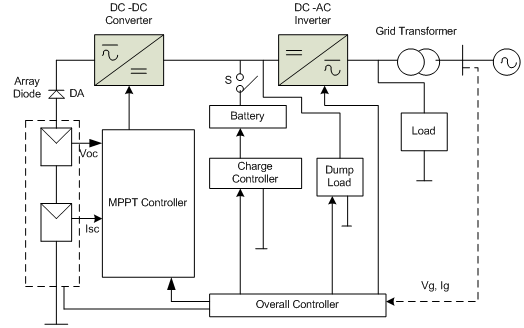 DC -DC
Converter
DC -AC
Inverter
Grid Transformer
Array
Diode
DA
S
Battery
Load
Voc
Charge
Controller
Dump
Load
MPPT Controller
Isc
Vg, Ig
Overall Controller